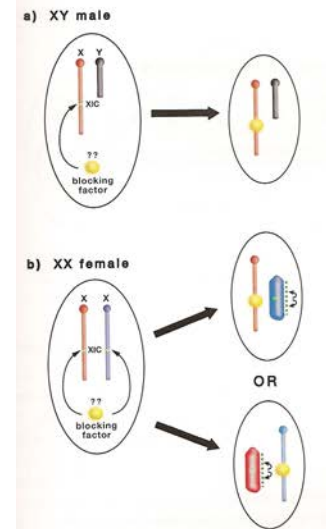 a) XY male
X Y
XIC
??
blocking
factor
b) XX female
X X
XIC
??
blocking
factor
OR